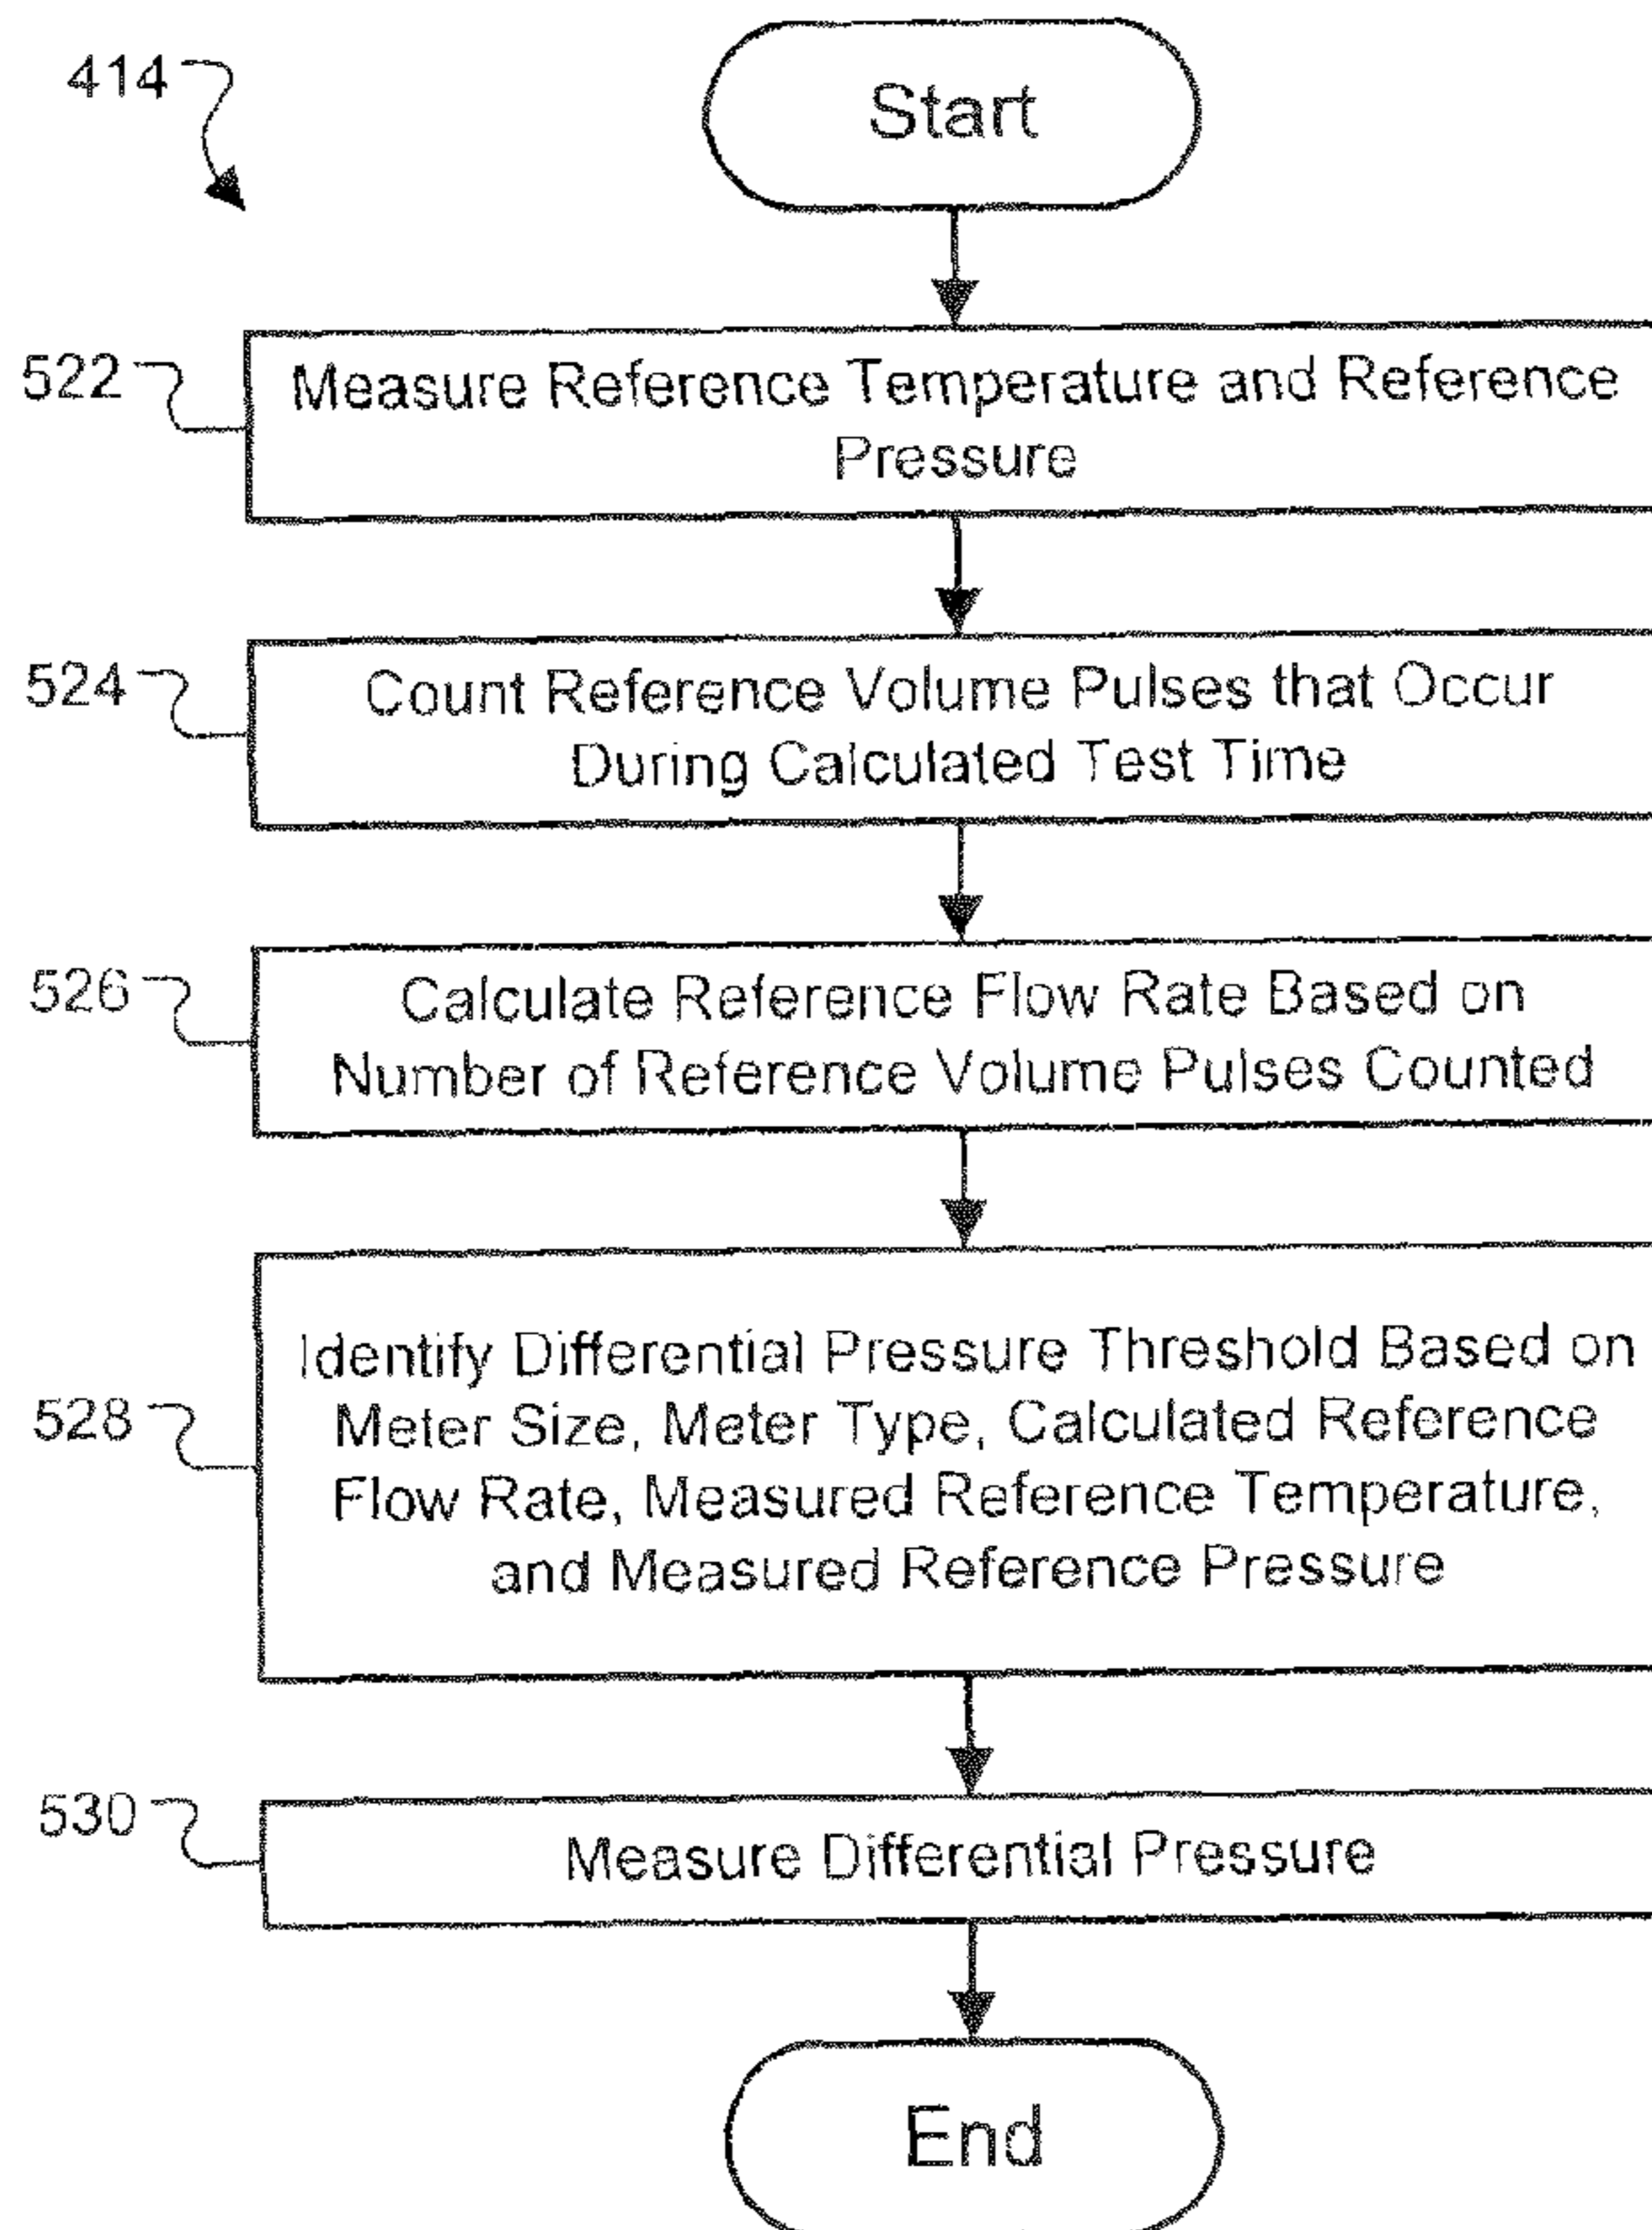 414
Start
522
Measure Reference Temperature and Reference
Pressure
524
Count Reference Volume Pulses that Occur
During Calculated Test Time
526
Calculate Reference Flow Rate Based on
Number of Reference Volume Pulses Counted
528
Identify Differential Pressure Threshold Based on
Meter Size, Meter Type, Calculated Reference
Flow Rate, Measured Reference Temperature,
and Measured Reference Pressure
530
Measure Differential Pressure
End